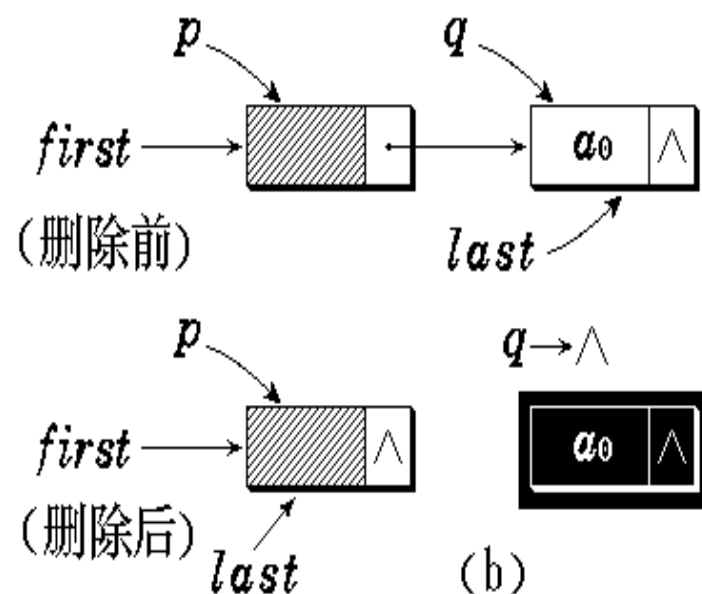 p q
first a0 ∧
(删除前) last
p q ∧
first ∧ a0 ∧
(删除后) last (b)